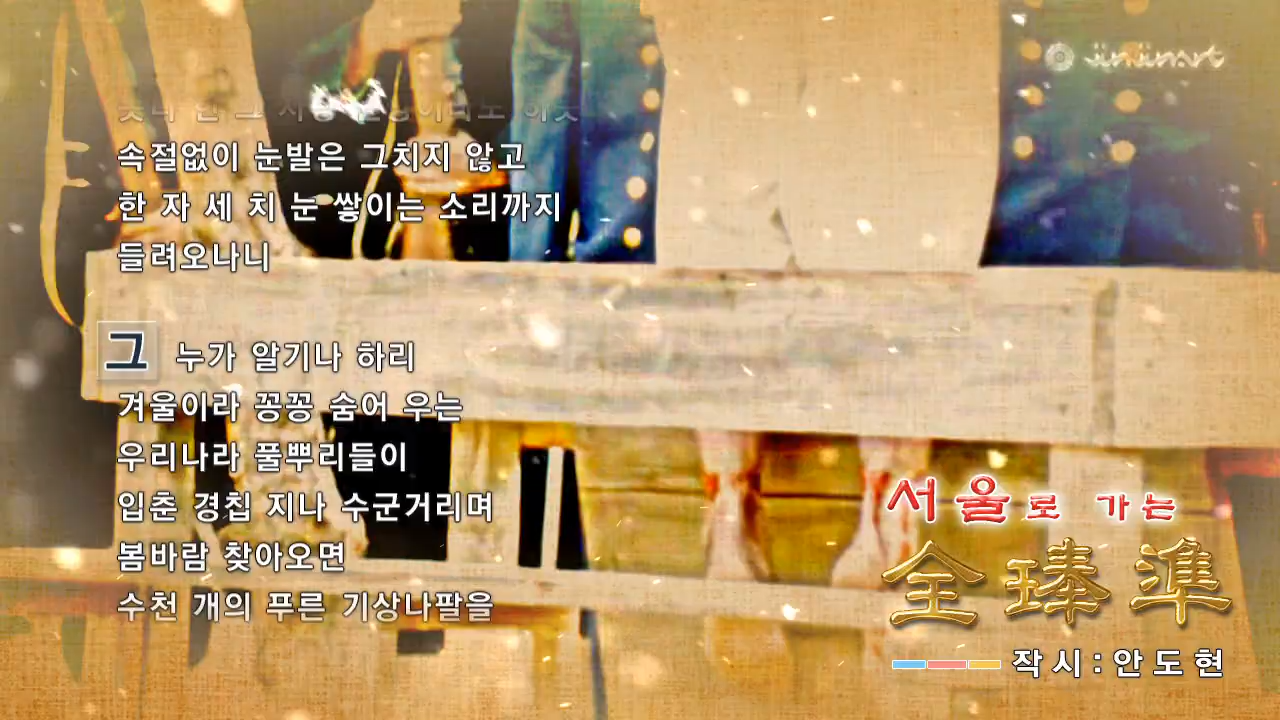 속절없이 눈발은 그치지 않고
한 자 세 치 눈 쌓이는 소리까지
들려오나니
그 누가 알기나 하리
겨울이라 꽁꽁 숨어 우는
우리나라 풀뿌리들이
입춘 경칩 지나 수군거리며
봄바람 찾아오면
수천 개의 푸른 기상나팔을
서울로 가는
全瑧準
작시:안도현